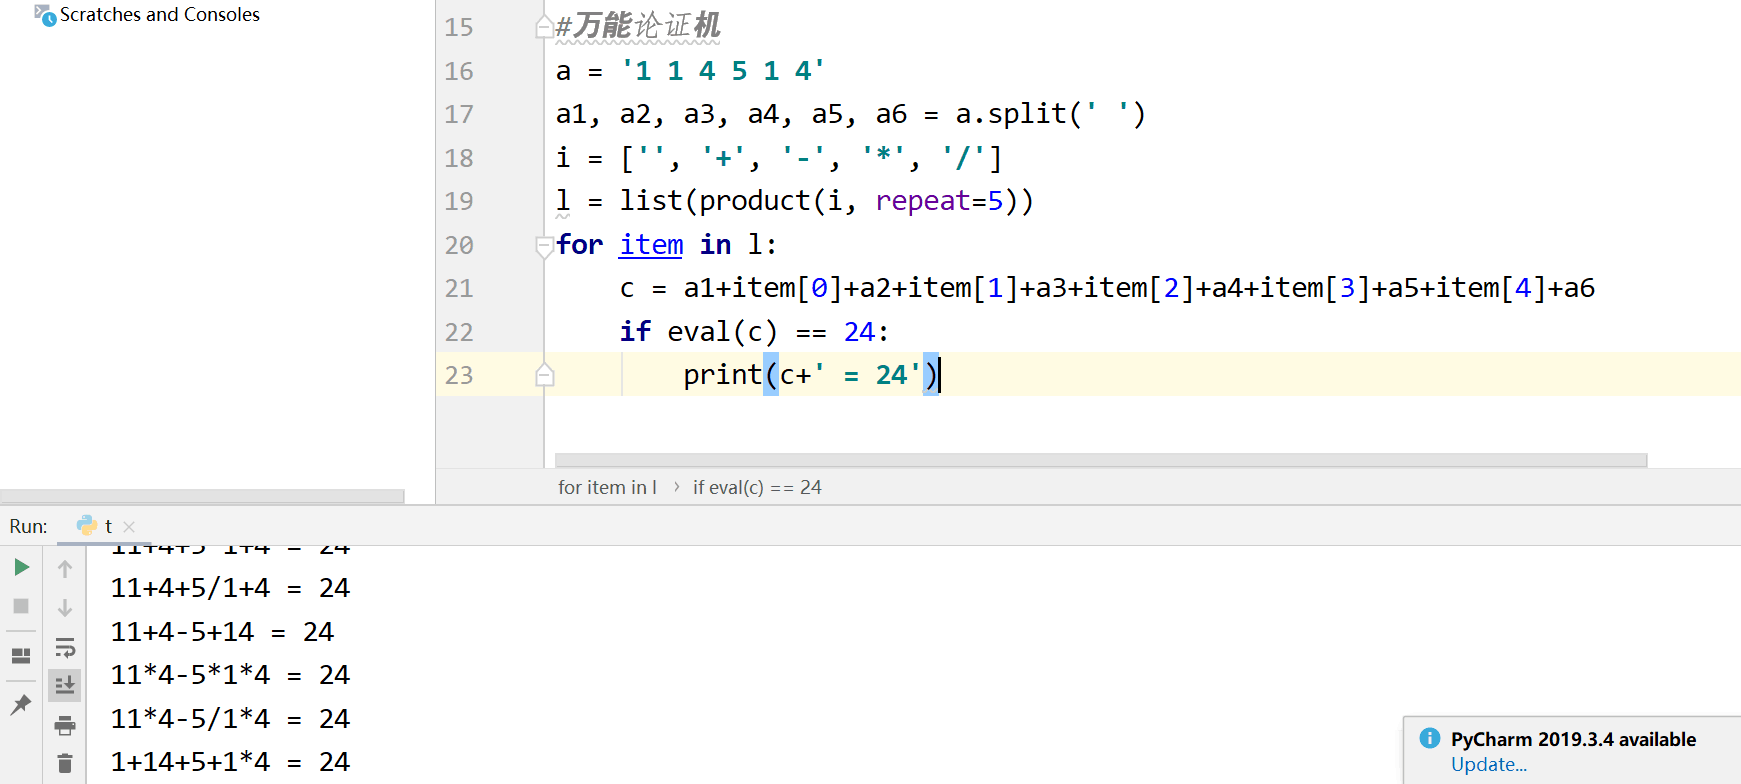 Scratches and Consoles
15 #万能论证机
16 a = '1 1 4 5 1 4'
17 a1, a2, a3, a4, a5, a6 = a.split(' ')
18 i = ['', '+', '-', '*', '/']
19 l = list(product(i, repeat=5))
20 for item in l:
21 c = a1+item[0]+a2+item[1]+a3+item[2]+a4+item[3]+a5+item[4]+a6
22 if eval(c) == 24:
23 print(c+' = 24')
for item in l › if eval(c) == 24
Run: t
11+4+5/1+4 = 24
11+4-5+14 = 24
11*4-5*1*4 = 24
11*4-5/1*4 = 24
1+14+5+1*4 = 24
PyCharm 2019.3.4 available
Update...